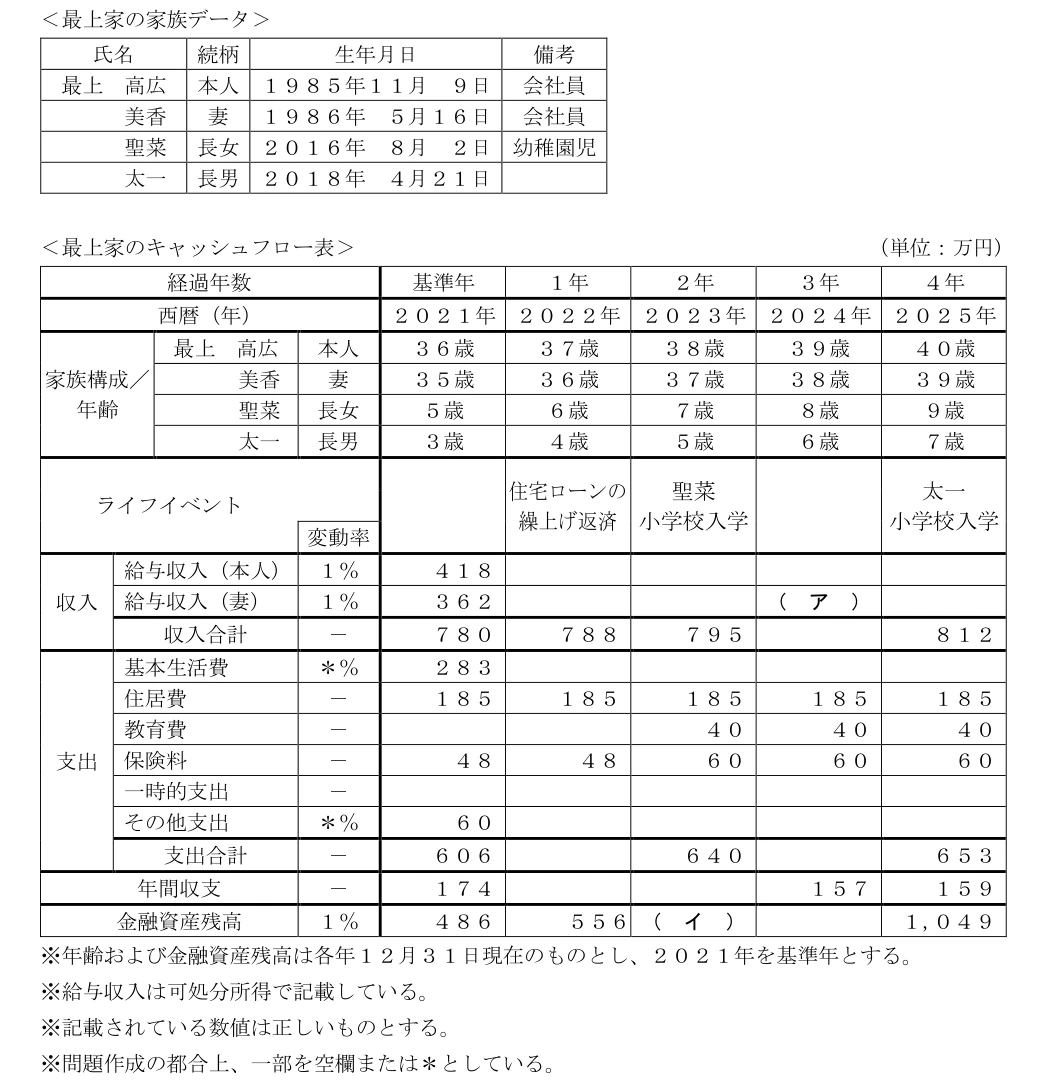 ＜最上家の家族データ＞
氏名 続柄 生年月日 備考
最上　高広 本人 １９８５年１１月　９日 会社員
美香 妻 １９８６年　５月１６日 会社員
聖菜 長女 ２０１６年　８月　２日 幼稚園児
太一 長男 ２０１８年　４月２１日
＜最上家のキャッシュフロー表＞ （単位：万円）
経過年数 基準年 １年 ２年 ３年 ４年
西暦（年） ２０２１年 ２０２２年 ２０２３年 ２０２４年 ２０２５年
家族構成／年齢 最上　高広 本人 ３６歳 ３７歳 ３８歳 ３９歳 ４０歳
美香 妻 ３５歳 ３６歳 ３７歳 ３８歳 ３９歳
聖菜 長女 ５歳 ６歳 ７歳 ８歳 ９歳
太一 長男 ３歳 ４歳 ５歳 ６歳 ７歳
ライフイベント 変動率 住宅ローンの繰上げ返済 聖菜小学校入学 太一小学校入学
収入 給与収入（本人） １％ ４１８
給与収入（妻） １％ ３６２ （　ア　）
収入合計 － ７８０ ７８８ ７９５ ８１２
支出 基本生活費 ＊％ ２８３
住居費 － １８５ １８５ １８５ １８５ １８５
教育費 － ４０ ４０ ４０
保険料 － ４８ ４８ ６０ ６０ ６０
一時的支出 －
その他支出 ＊％ ６０
支出合計 － ６０６ ６４０ ６５３
年間収支 － １７４ １５７ １５９
金融資産残高 １％ ４８６ ５５６ （　イ　） １，０４９
※年齢および金融資産残高は各年１２月３１日現在のものとし、２０２１年を基準年とする。
※給与収入は可処分所得で記載している。
※記載されている数値は正しいものとする。
※問題作成の都合上、一部を空欄または＊としている。